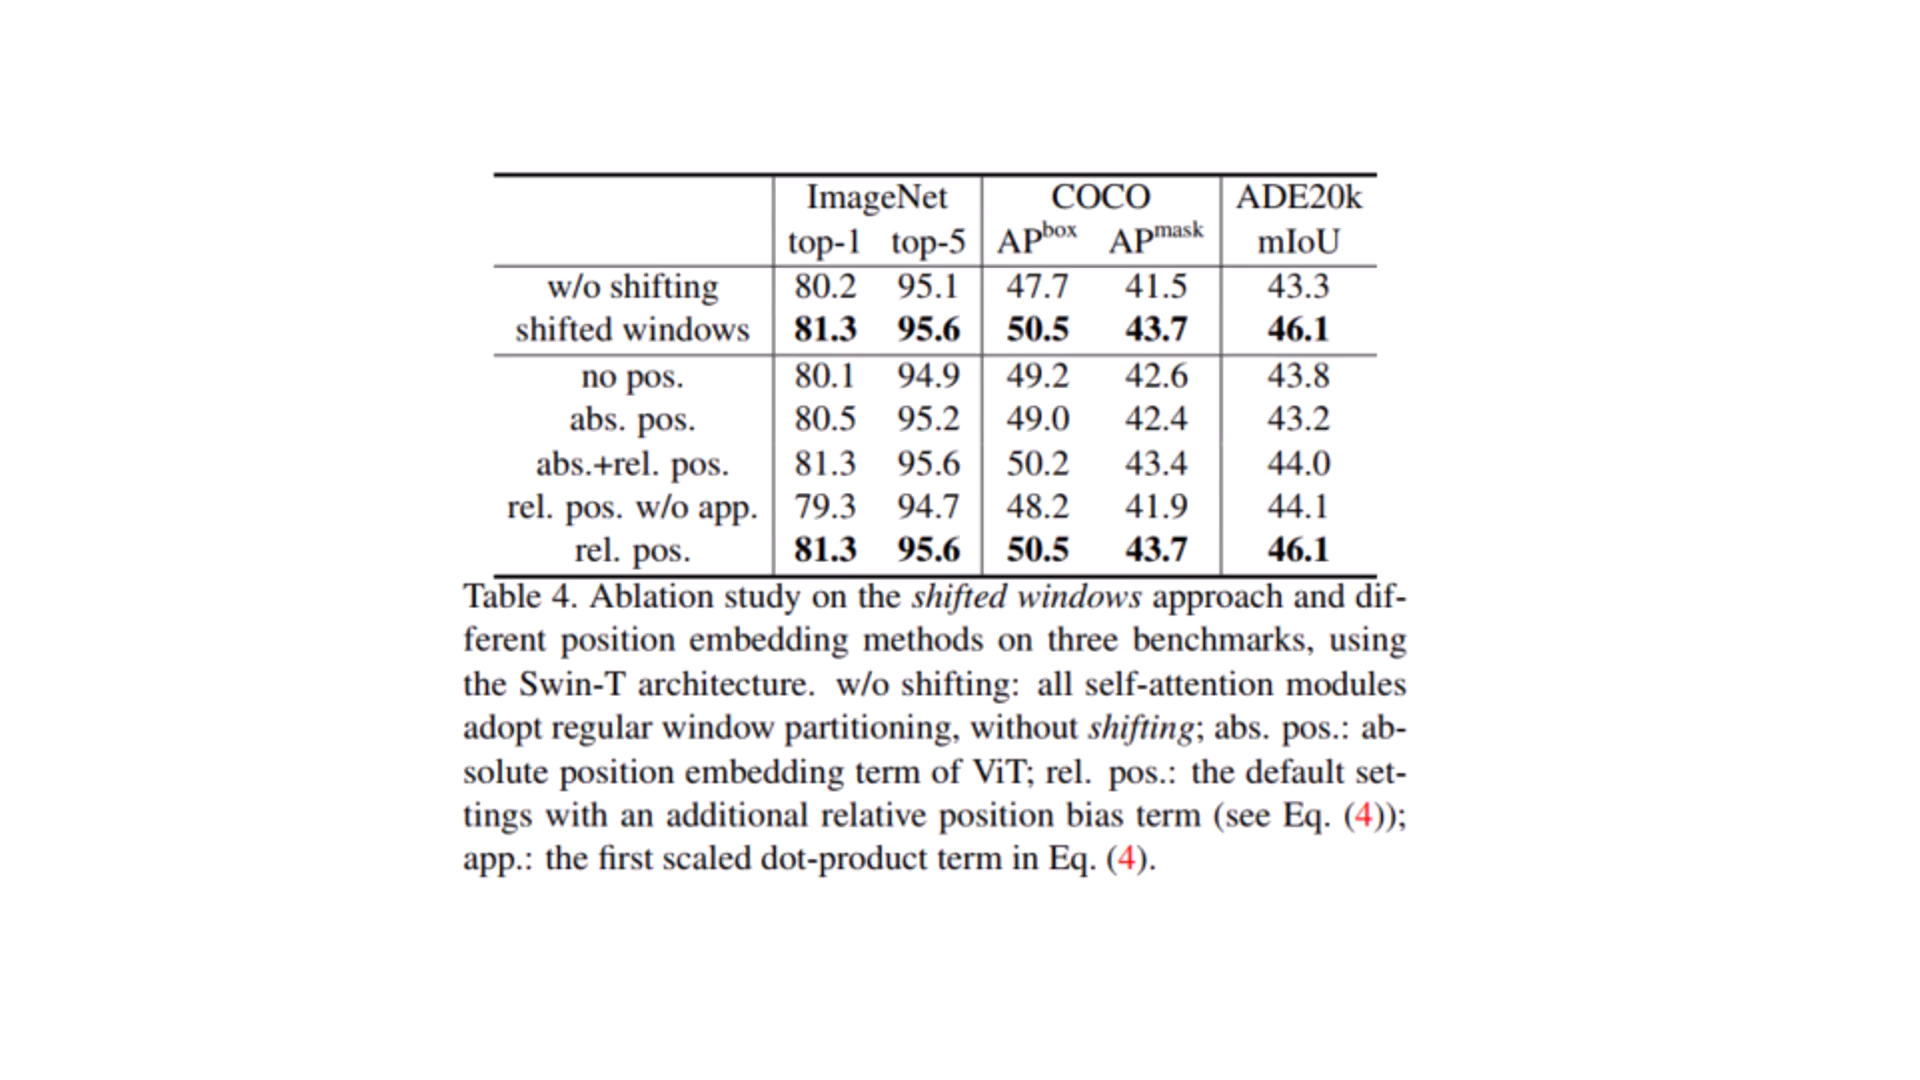 ImageNet COCO ADE20k
top-1 top-5 APbox APmask mIoU
w/o shifting 80.2 95.1 47.7 41.5 43.3
shifted windows 81.3 95.6 50.5 43.7 46.1
no pos. 80.1 94.9 49.2 42.6 43.8
abs. pos. 80.5 95.2 49.0 42.4 43.2
abs.+rel. pos. 81.3 95.6 50.2 43.4 44.0
rel. pos. w/o app. 79.3 94.7 48.2 41.9 44.1
rel. pos. 81.3 95.6 50.5 43.7 46.1
Table 4. Ablation study on the shifted windows approach and dif-
ferent position embedding methods on three benchmarks, using
the Swin-T architecture. w/o shifting: all self-attention modules
adopt regular window partitioning, without shifting; abs. pos.: ab-
solute position embedding term of ViT; rel. pos.: the default set-
tings with an additional relative position bias term (see Eq. (4));
app.: the first scaled dot-product term in Eq. (4).